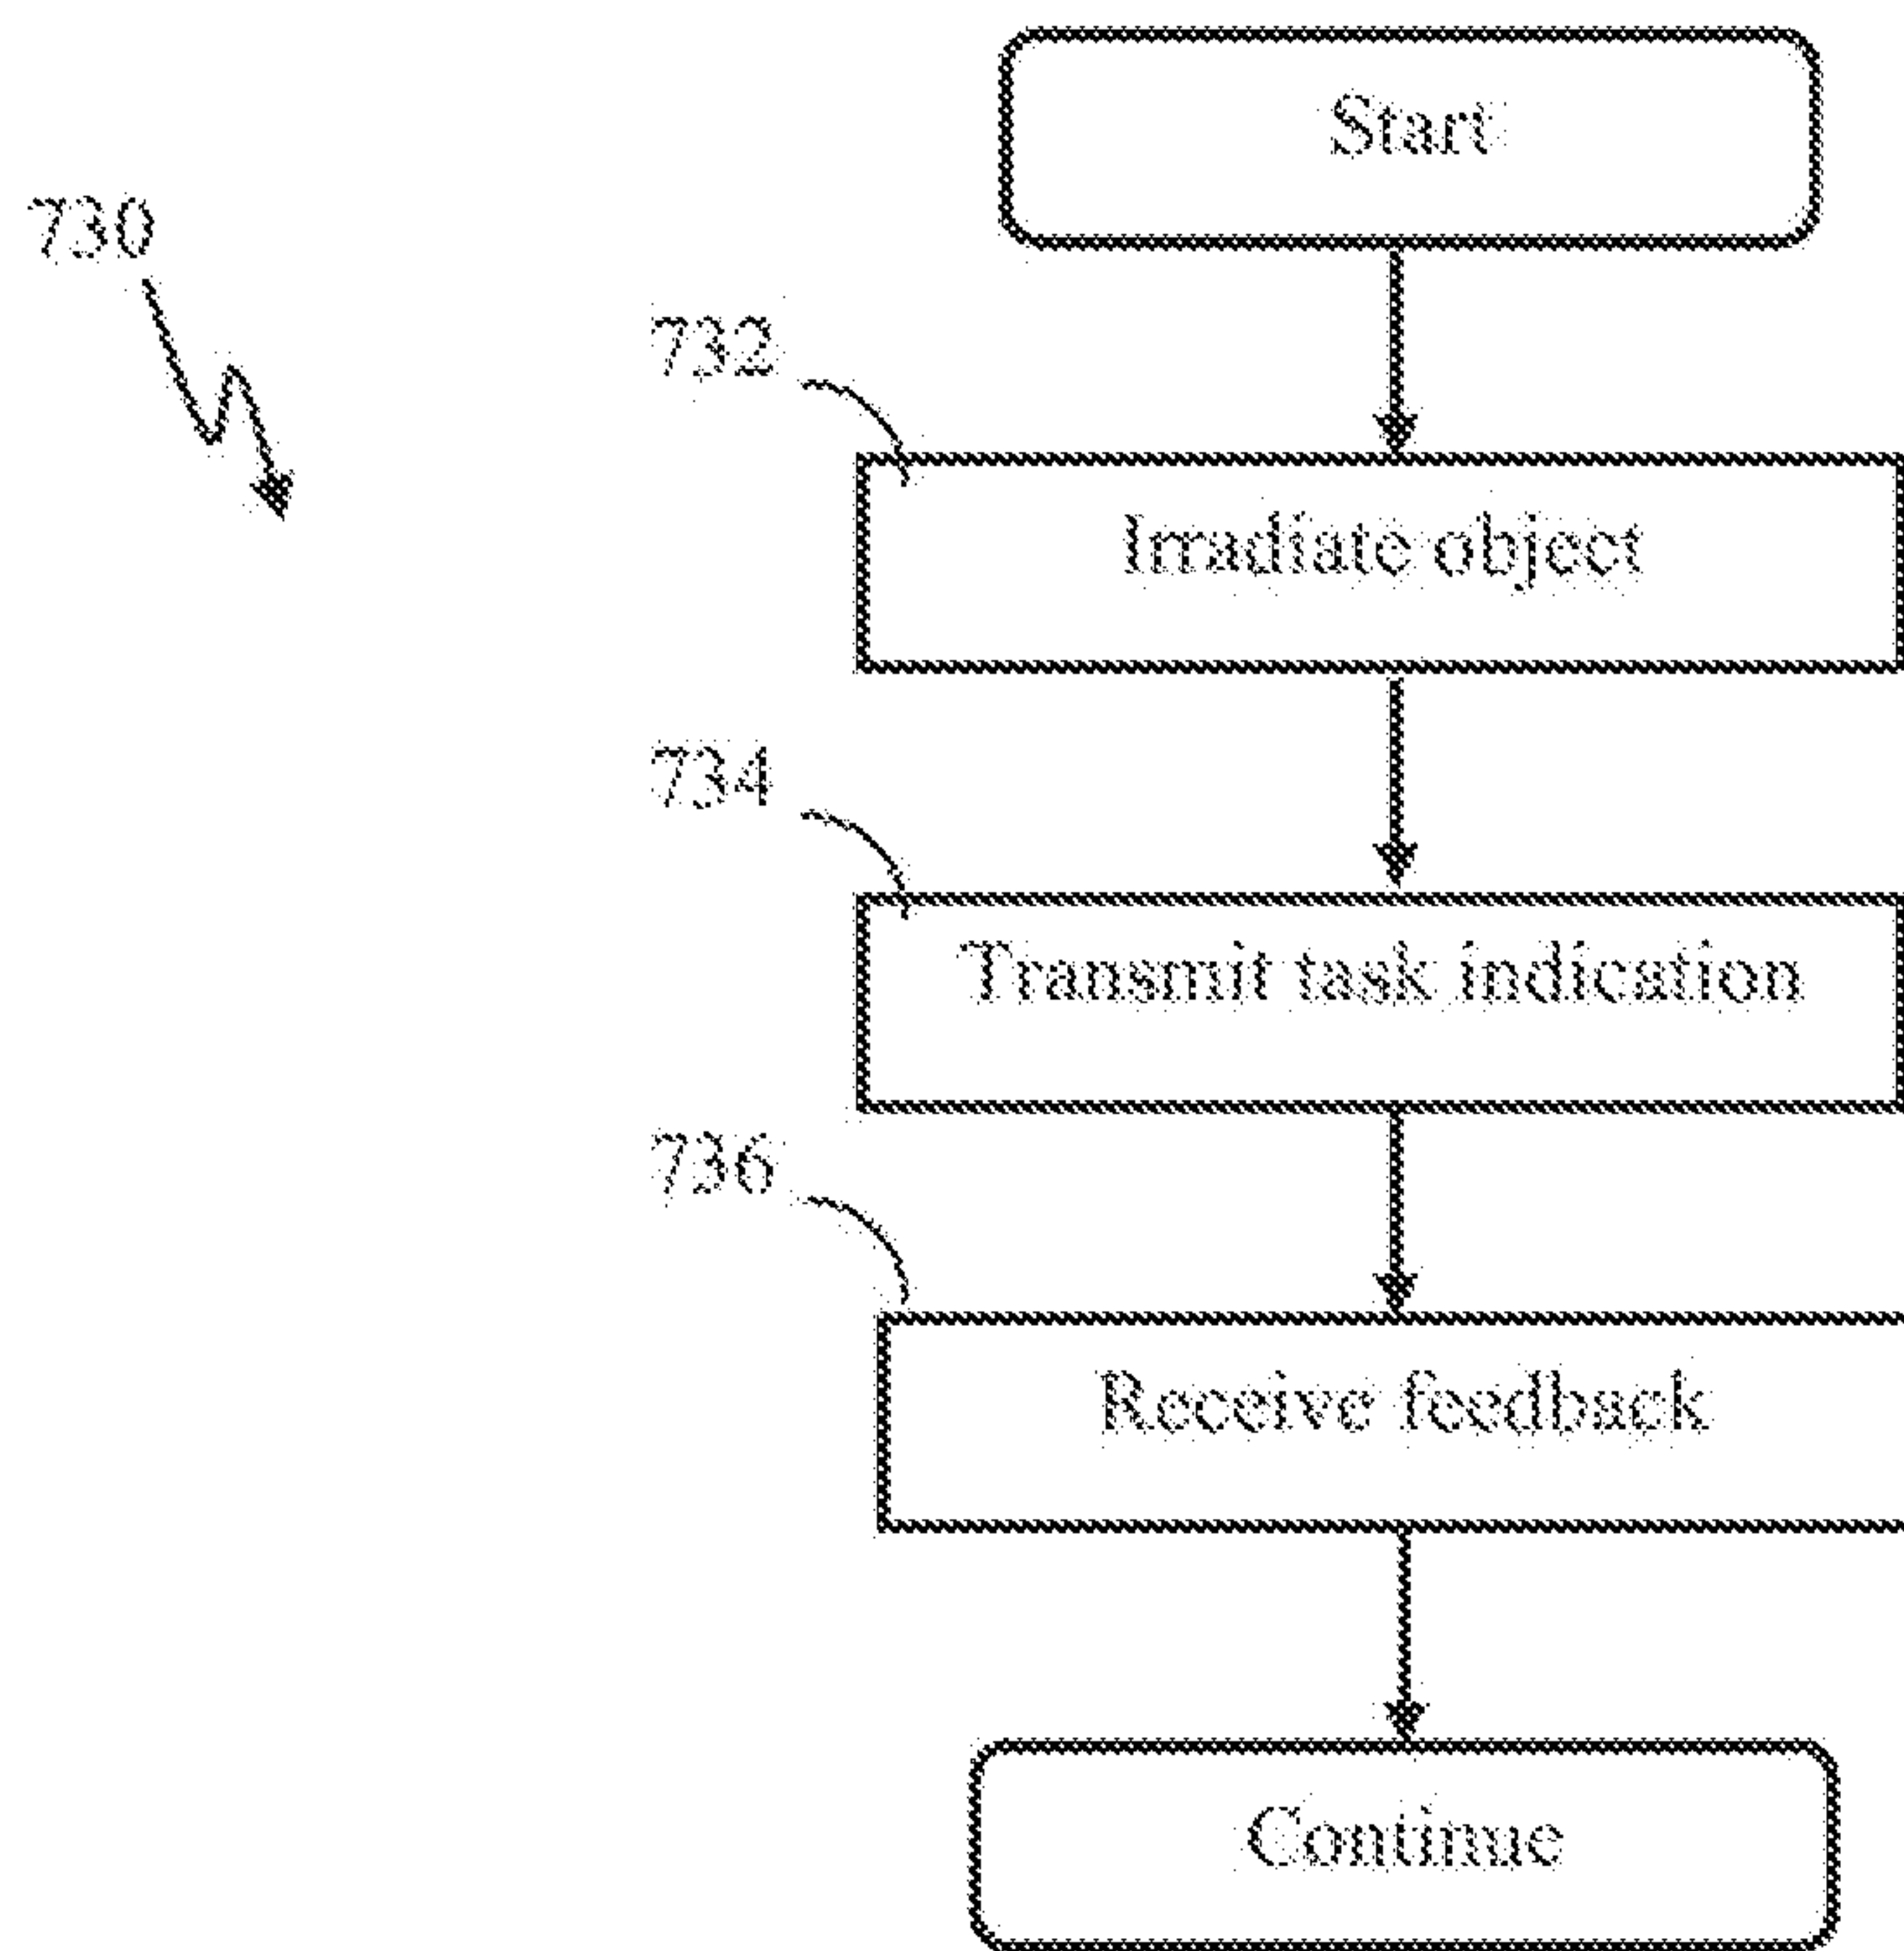 Start
730
732
Irradiate object
734
Transmit task indication
736
Receive feedback
Continue